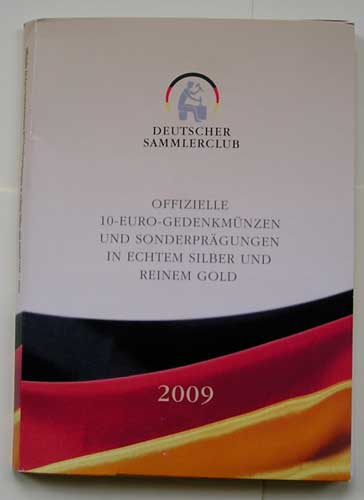 DEUTSCHER
SAMMLERCLUB
OFFIZIELLE
10-EURO-GEDENKMÜNZEN
UND SONDERPRÄGUNGEN
IN ECHTEM SILBER UND
REINEM GOLD
2009